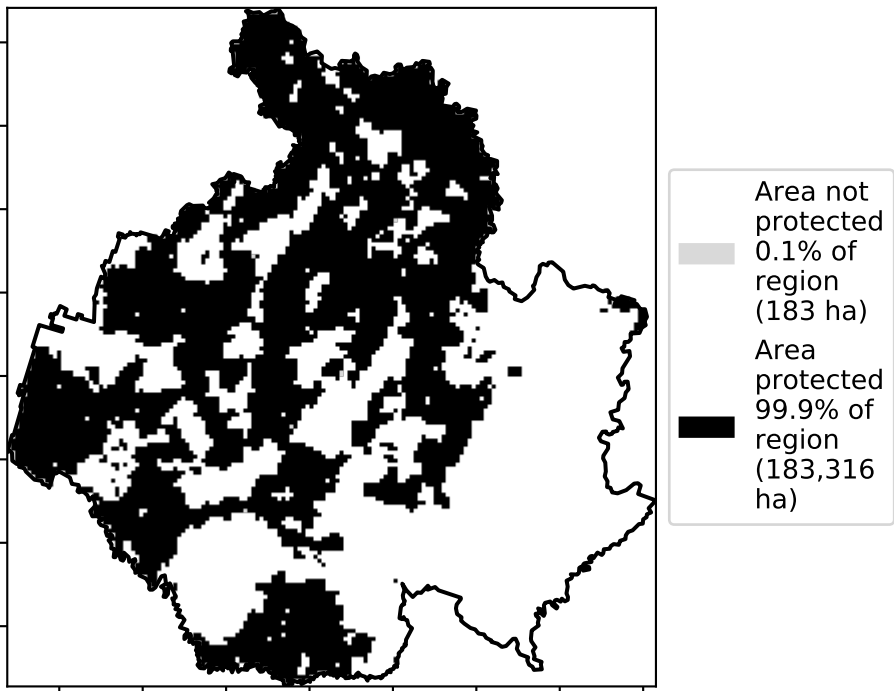 Area not
protected
0.1% of
region
(183 ha)
Area
protected
99.9% of
region
(183,316
ha)